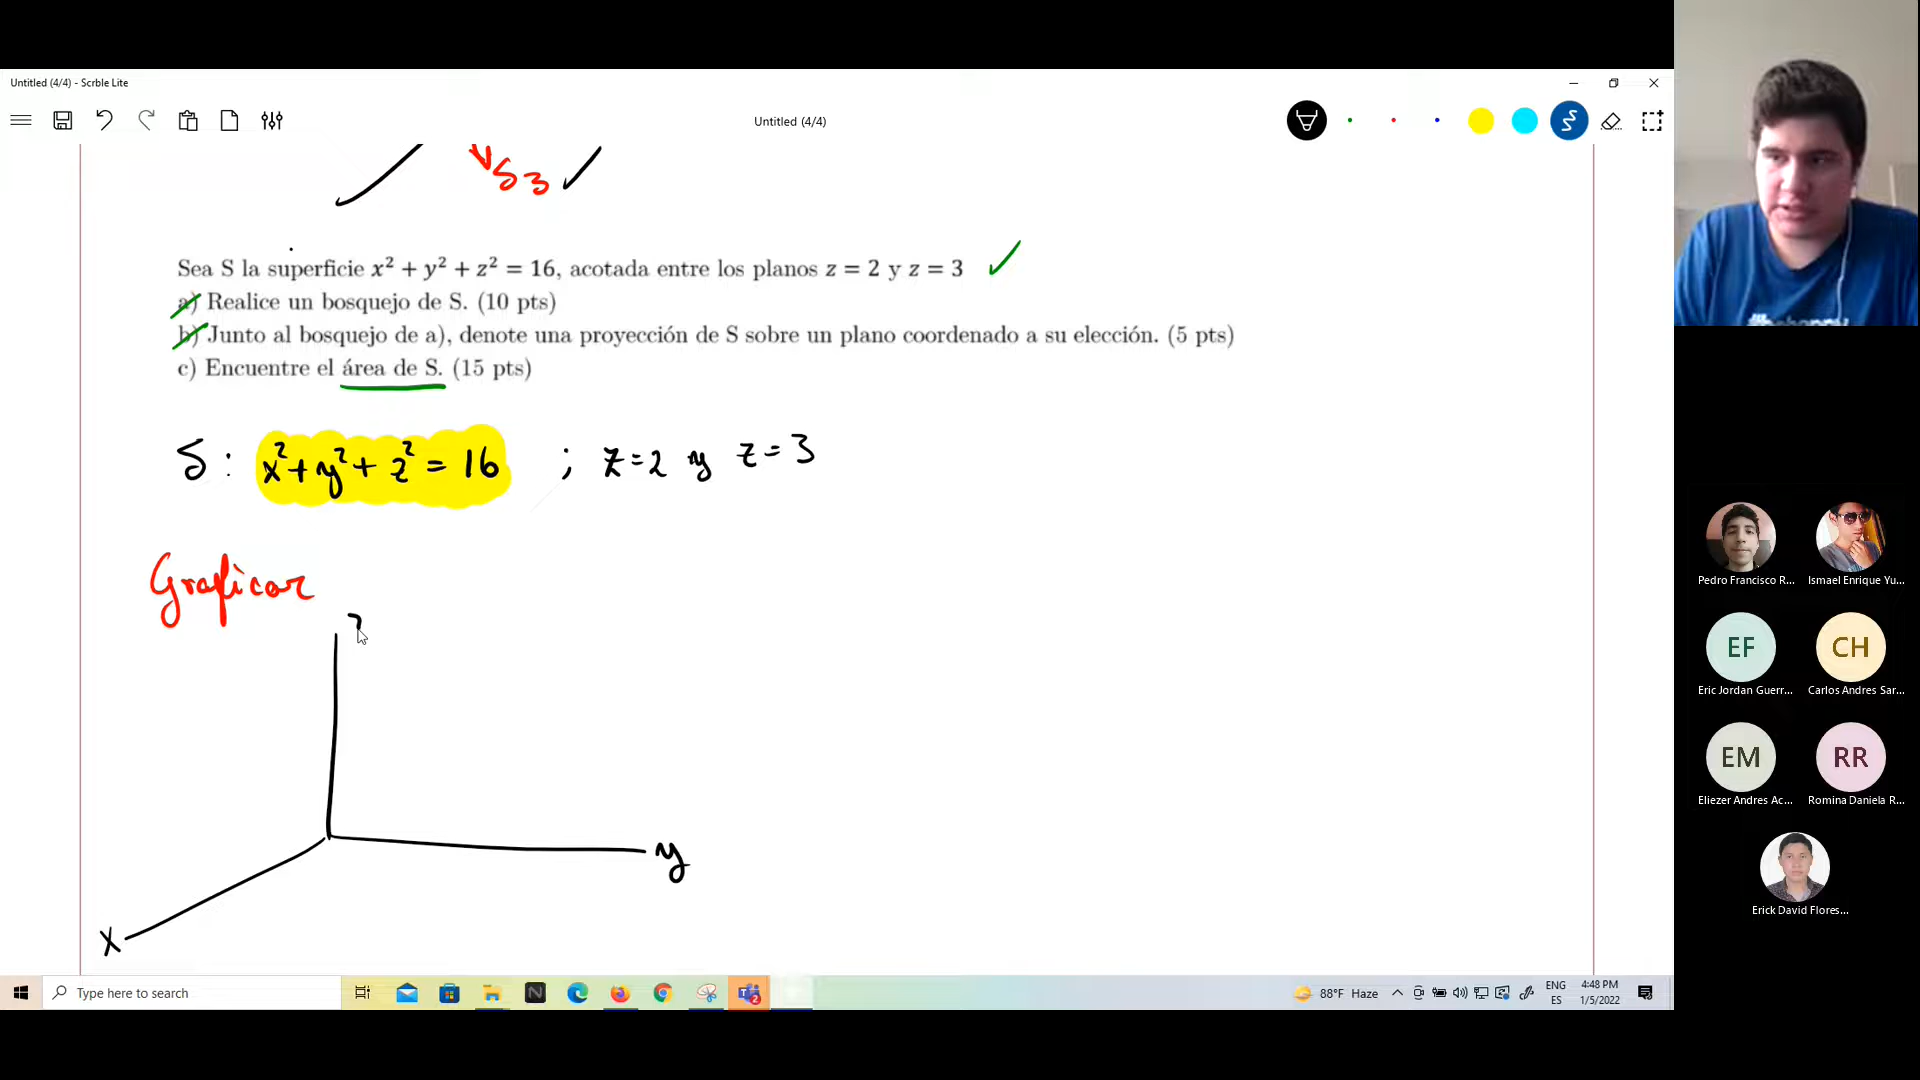 Untitled (4/4) - Scrble Lite
Untitled (4/4)
S 3
Sea S la superficie x² + y² + z² = 16, acotada entre los planos z = 2 y z = 3
a) Realice un bosquejo de S. (10 pts)
b) Junto al bosquejo de a), denote una proyección de S sobre un plano coordenado a su elección. (5 pts)
c) Encuentre el área de S. (15 pts)
S : x² + y² + z² = 16 ; z = 2 y z = 3
Graficar
y
x
Pedro Francisco R...
Ismael Enrique Yu...
EF
CH
Eric Jordan Guerr...
Carlos Andres Sar...
EM
RR
Eliezer Andres Ac...
Romina Daniela R...
Erick David Flores...
Type here to search
N
2
88°F Haze
ENG
ES
4:48 PM
1/5/2022